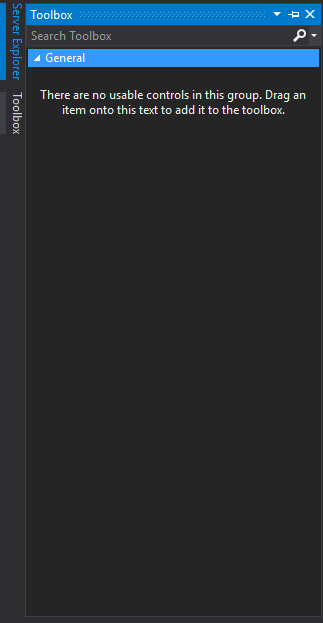 Server Explorer
Toolbox
Toolbox
Search Toolbox
General
There are no usable controls in this group. Drag an
item onto this text to add it to the toolbox.